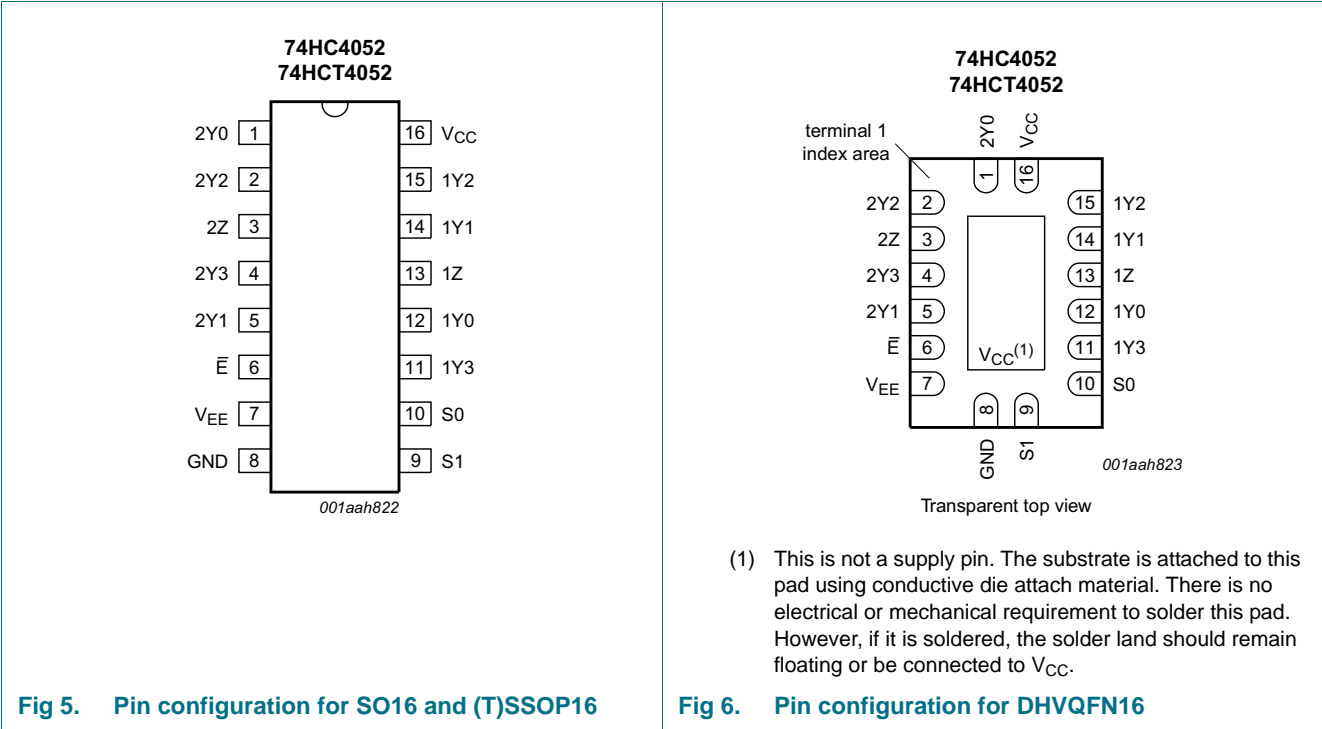 74HC4052
74HCT4052
2Y0 1
16 VCC
2Y2 2
15 1Y2
2Z 3
14 1Y1
2Y3 4
13 1Z
2Y1 5
12 1Y0
E̅ 6
11 1Y3
VEE 7
10 S0
GND 8
9 S1
001aah822
Fig 5. Pin configuration for SO16 and (T)SSOP16
74HC4052
74HCT4052
terminal 1
index area
2Y0
VCC
1
16
2Y2 2
15 1Y2
2Z 3
14 1Y1
2Y3 4
13 1Z
2Y1 5
12 1Y0
E̅ 6
11 1Y3
VCC(1)
VEE 7
10 S0
8
9
GND
S1
001aah823
Transparent top view
(1) This is not a supply pin. The substrate is attached to this
pad using conductive die attach material. There is no
electrical or mechanical requirement to solder this pad.
However, if it is soldered, the solder land should remain
floating or be connected to VCC.
Fig 6. Pin configuration for DHVQFN16